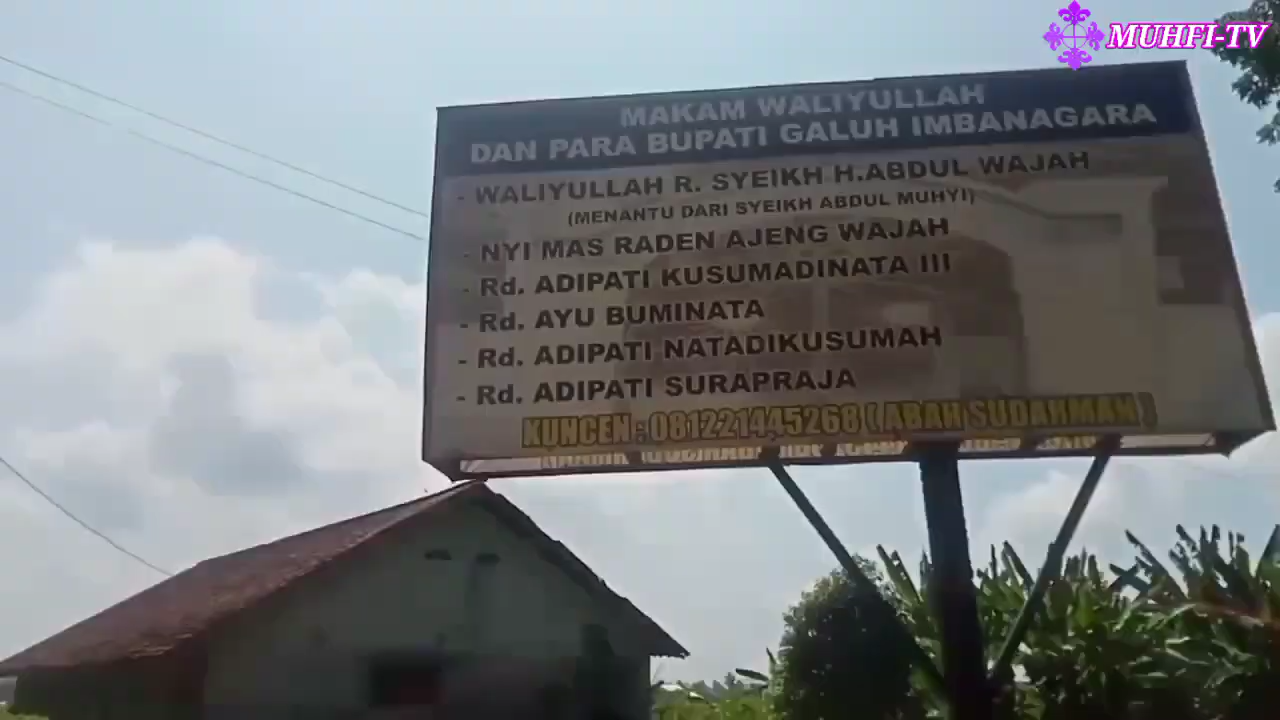 MUHFI-TV
MAKAM WALIYULLAH
DAN PARA BUPATI GALUH IMBANAGARA
- WALIYULLAH R. SYEIKH H.ABDUL WAJAH
(MENANTU DARI SYEIKH ABDUL MUHYI)
- NYI MAS RADEN AJENG WAJAH
- Rd. ADIPATI KUSUMADINATA III
- Rd. AYU BUMINATA
- Rd. ADIPATI NATADIKUSUMAH
- Rd. ADIPATI SURAPRAJA
KUNCEN : 081221445268 ( ABAH SUDAHMAN )